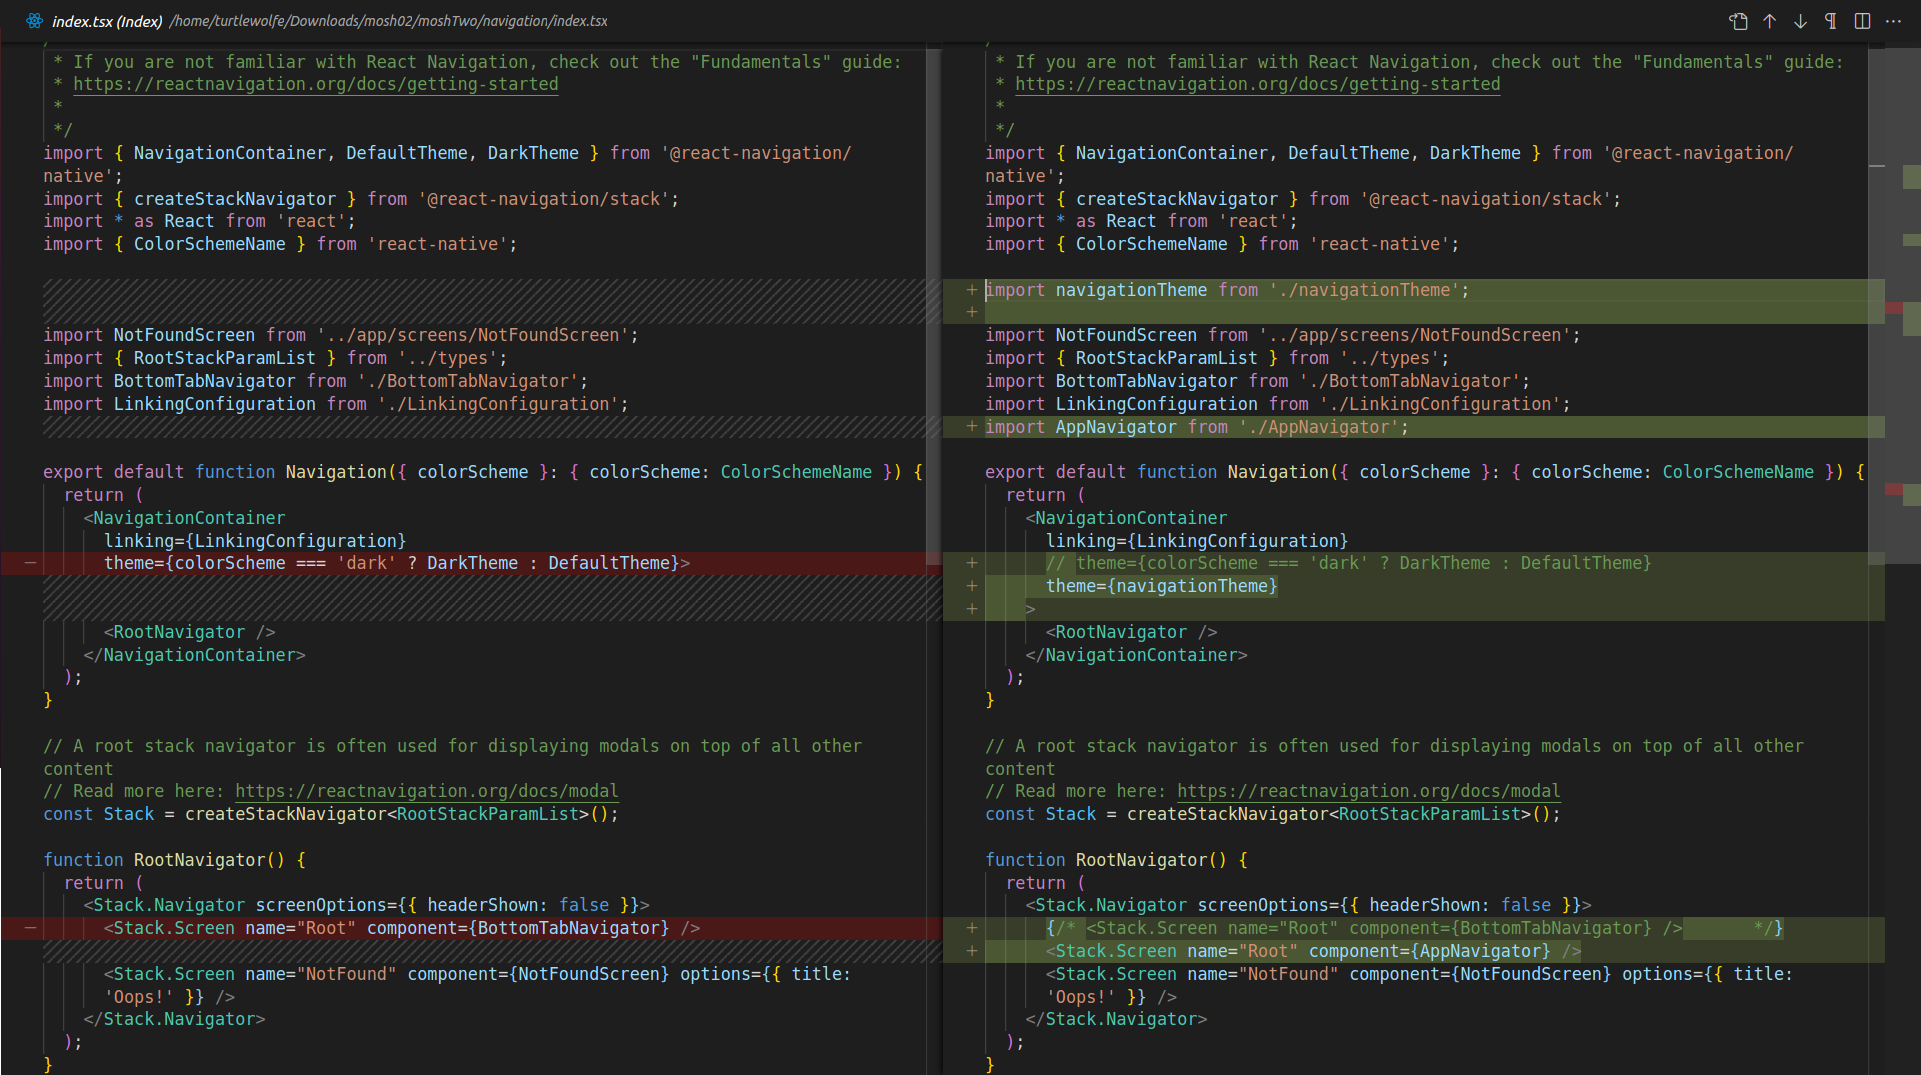 index.tsx (Index) /home/turtlewolfe/Downloads/mosh02/moshTwo/navigation/index.tsx
* If you are not familiar with React Navigation, check out the "Fundamentals" guide:
* https://reactnavigation.org/docs/getting-started
*
*/
import { NavigationContainer, DefaultTheme, DarkTheme } from '@react-navigation/
native';
import { createStackNavigator } from '@react-navigation/stack';
import * as React from 'react';
import { ColorSchemeName } from 'react-native';
import NotFoundScreen from '../app/screens/NotFoundScreen';
import { RootStackParamList } from '../types';
import BottomTabNavigator from './BottomTabNavigator';
import LinkingConfiguration from './LinkingConfiguration';
export default function Navigation({ colorScheme }: { colorScheme: ColorSchemeName }) {
return (
<NavigationContainer
linking={LinkingConfiguration}
— theme={colorScheme === 'dark' ? DarkTheme : DefaultTheme}>
<RootNavigator />
</NavigationContainer>
);
}
// A root stack navigator is often used for displaying modals on top of all other
content
// Read more here: https://reactnavigation.org/docs/modal
const Stack = createStackNavigator<RootStackParamList>();
function RootNavigator() {
return (
<Stack.Navigator screenOptions={{ headerShown: false }}>
— <Stack.Screen name="Root" component={BottomTabNavigator} />
<Stack.Screen name="NotFound" component={NotFoundScreen} options={{ title:
'Oops!' }} />
</Stack.Navigator>
);
}
* If you are not familiar with React Navigation, check out the "Fundamentals" guide:
* https://reactnavigation.org/docs/getting-started
*
*/
import { NavigationContainer, DefaultTheme, DarkTheme } from '@react-navigation/
native';
import { createStackNavigator } from '@react-navigation/stack';
import * as React from 'react';
import { ColorSchemeName } from 'react-native';
+ import navigationTheme from './navigationTheme';
+
import NotFoundScreen from '../app/screens/NotFoundScreen';
import { RootStackParamList } from '../types';
import BottomTabNavigator from './BottomTabNavigator';
import LinkingConfiguration from './LinkingConfiguration';
+ import AppNavigator from './AppNavigator';
export default function Navigation({ colorScheme }: { colorScheme: ColorSchemeName }) {
return (
<NavigationContainer
linking={LinkingConfiguration}
+ // theme={colorScheme === 'dark' ? DarkTheme : DefaultTheme}
+ theme={navigationTheme}
+ >
<RootNavigator />
</NavigationContainer>
);
}
// A root stack navigator is often used for displaying modals on top of all other
content
// Read more here: https://reactnavigation.org/docs/modal
const Stack = createStackNavigator<RootStackParamList>();
function RootNavigator() {
return (
<Stack.Navigator screenOptions={{ headerShown: false }}>
+ {/* <Stack.Screen name="Root" component={BottomTabNavigator} /> */}
+ <Stack.Screen name="Root" component={AppNavigator} />
<Stack.Screen name="NotFound" component={NotFoundScreen} options={{ title:
'Oops!' }} />
</Stack.Navigator>
);
}